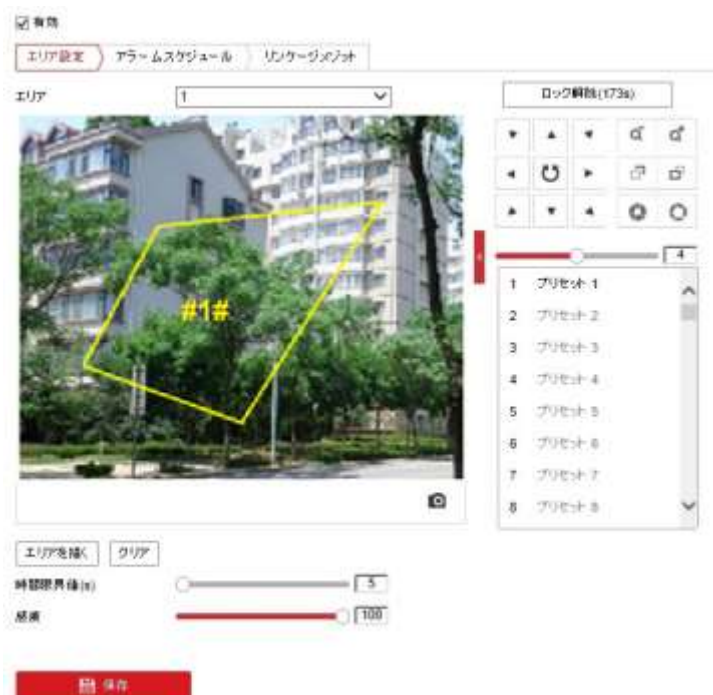 有効
エリア設定 アラームスケジュール リンケージメソット
エリア 1
ロック解除(173s)
#1#
4
1 プリセット 1
2 プリセット 2
3 プリセット 3
4 プリセット 4
5 プリセット 5
6 プリセット 6
7 プリセット 7
8 プリセット 8
エリアを描く クリア
時間限界値(s) 5
感度 100
保存